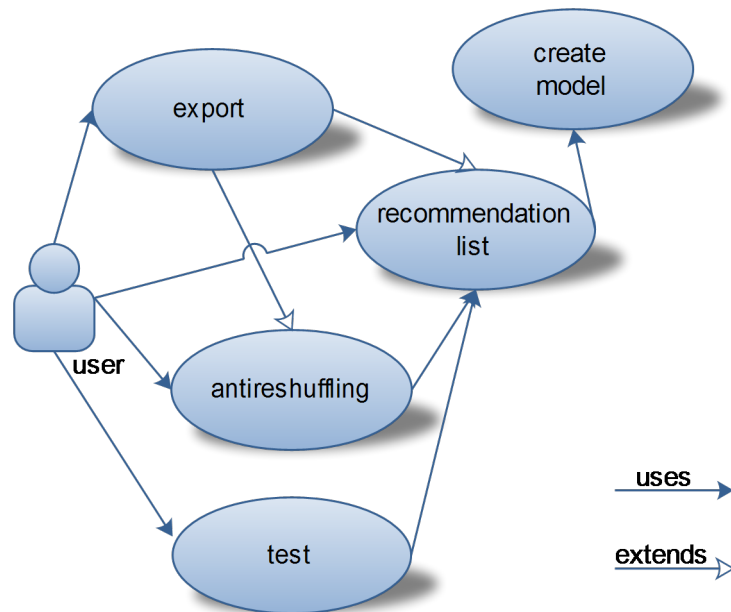 create
model
export
recommendation
list
user
antireshuffling
uses
test
extends